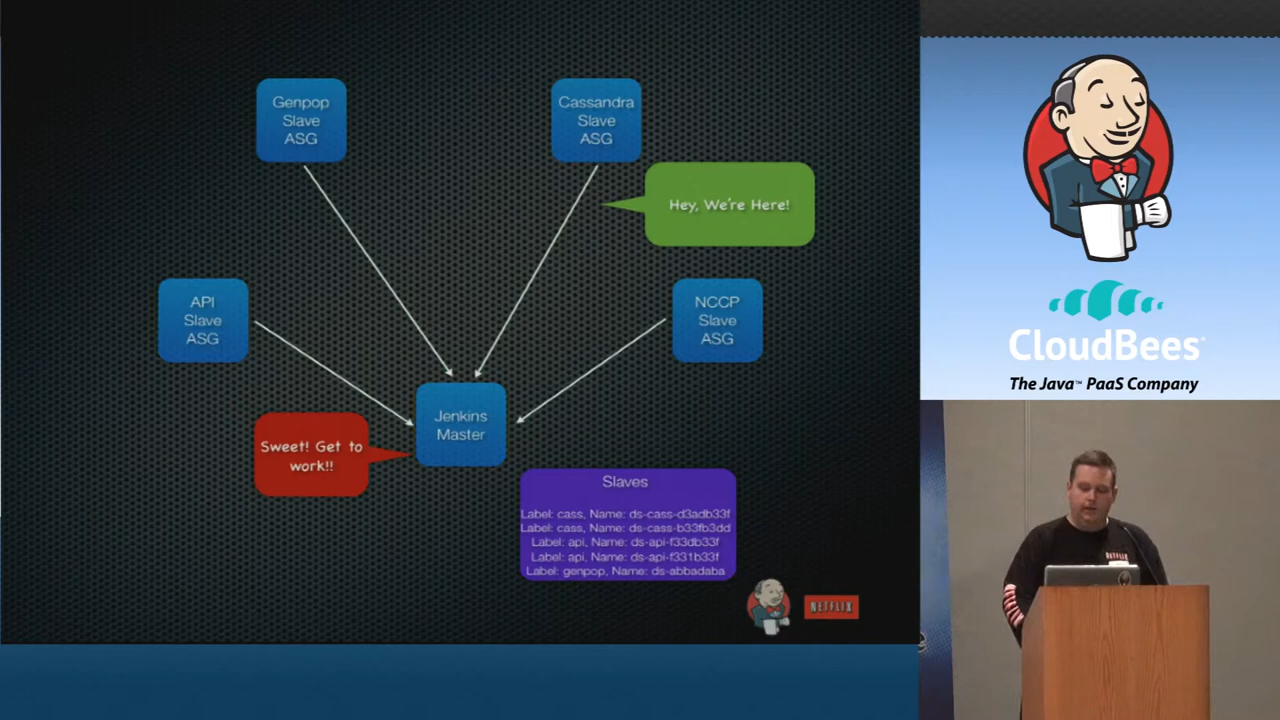 Genpop
Slave
ASG
Cassandra
Slave
ASG
Hey, We're Here!
API
Slave
ASG
NCCP
Slave
ASG
Jenkins
Master
Sweet! Get to
work!!
Slaves
Label: cass, Name: ds-cass-d3adb33f
Label: cass, Name: ds-cass-b33fb3dd
Label: api, Name: ds-api-f33db33f
Label: api, Name: ds-api-f331b33f
Label: genpop, Name: ds-abbadaba
NETFLIX
CloudBees
The Java™ PaaS Company
NETFLIX